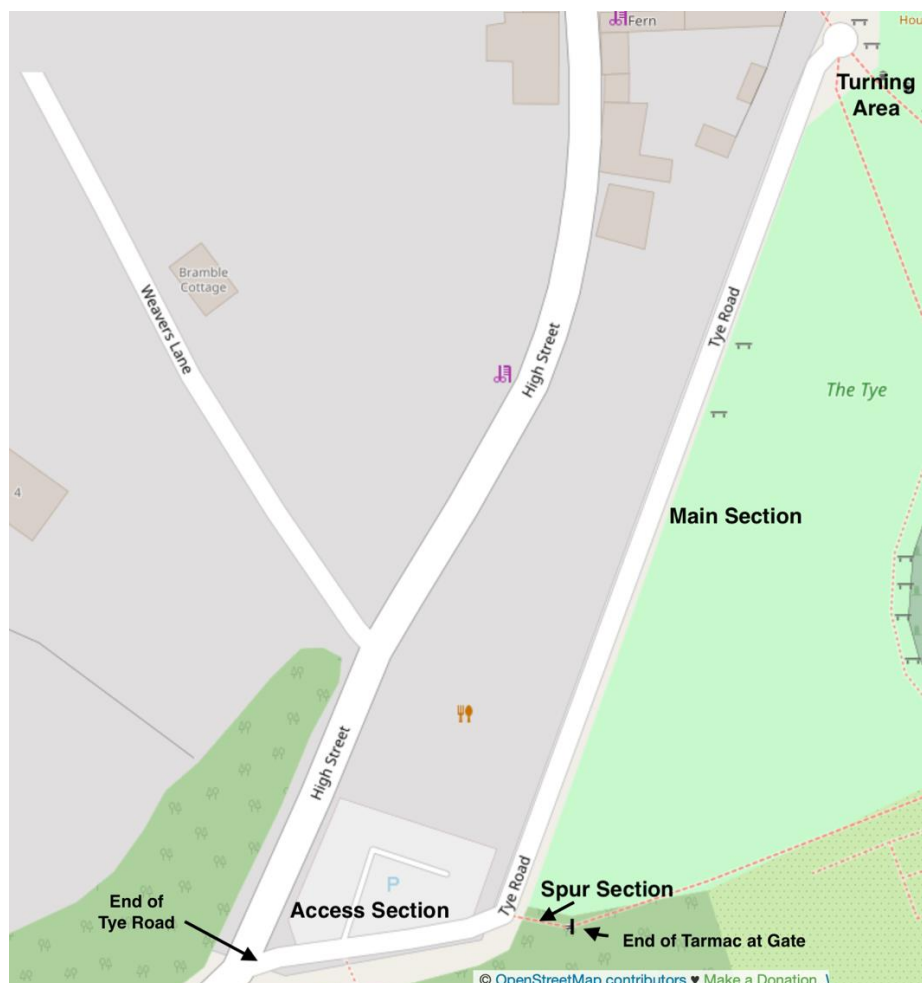 Fern
Hou
Turning
Area
Bramble
Cottage
Weavers Lane
High Street
Tye Road
The Tye
4
Main Section
High Street
P
End of
Tye Road
Access Section
Tye Road
Spur Section
End of Tarmac at Gate
© OpenStreetMap contributors ♥ Make a Donation.